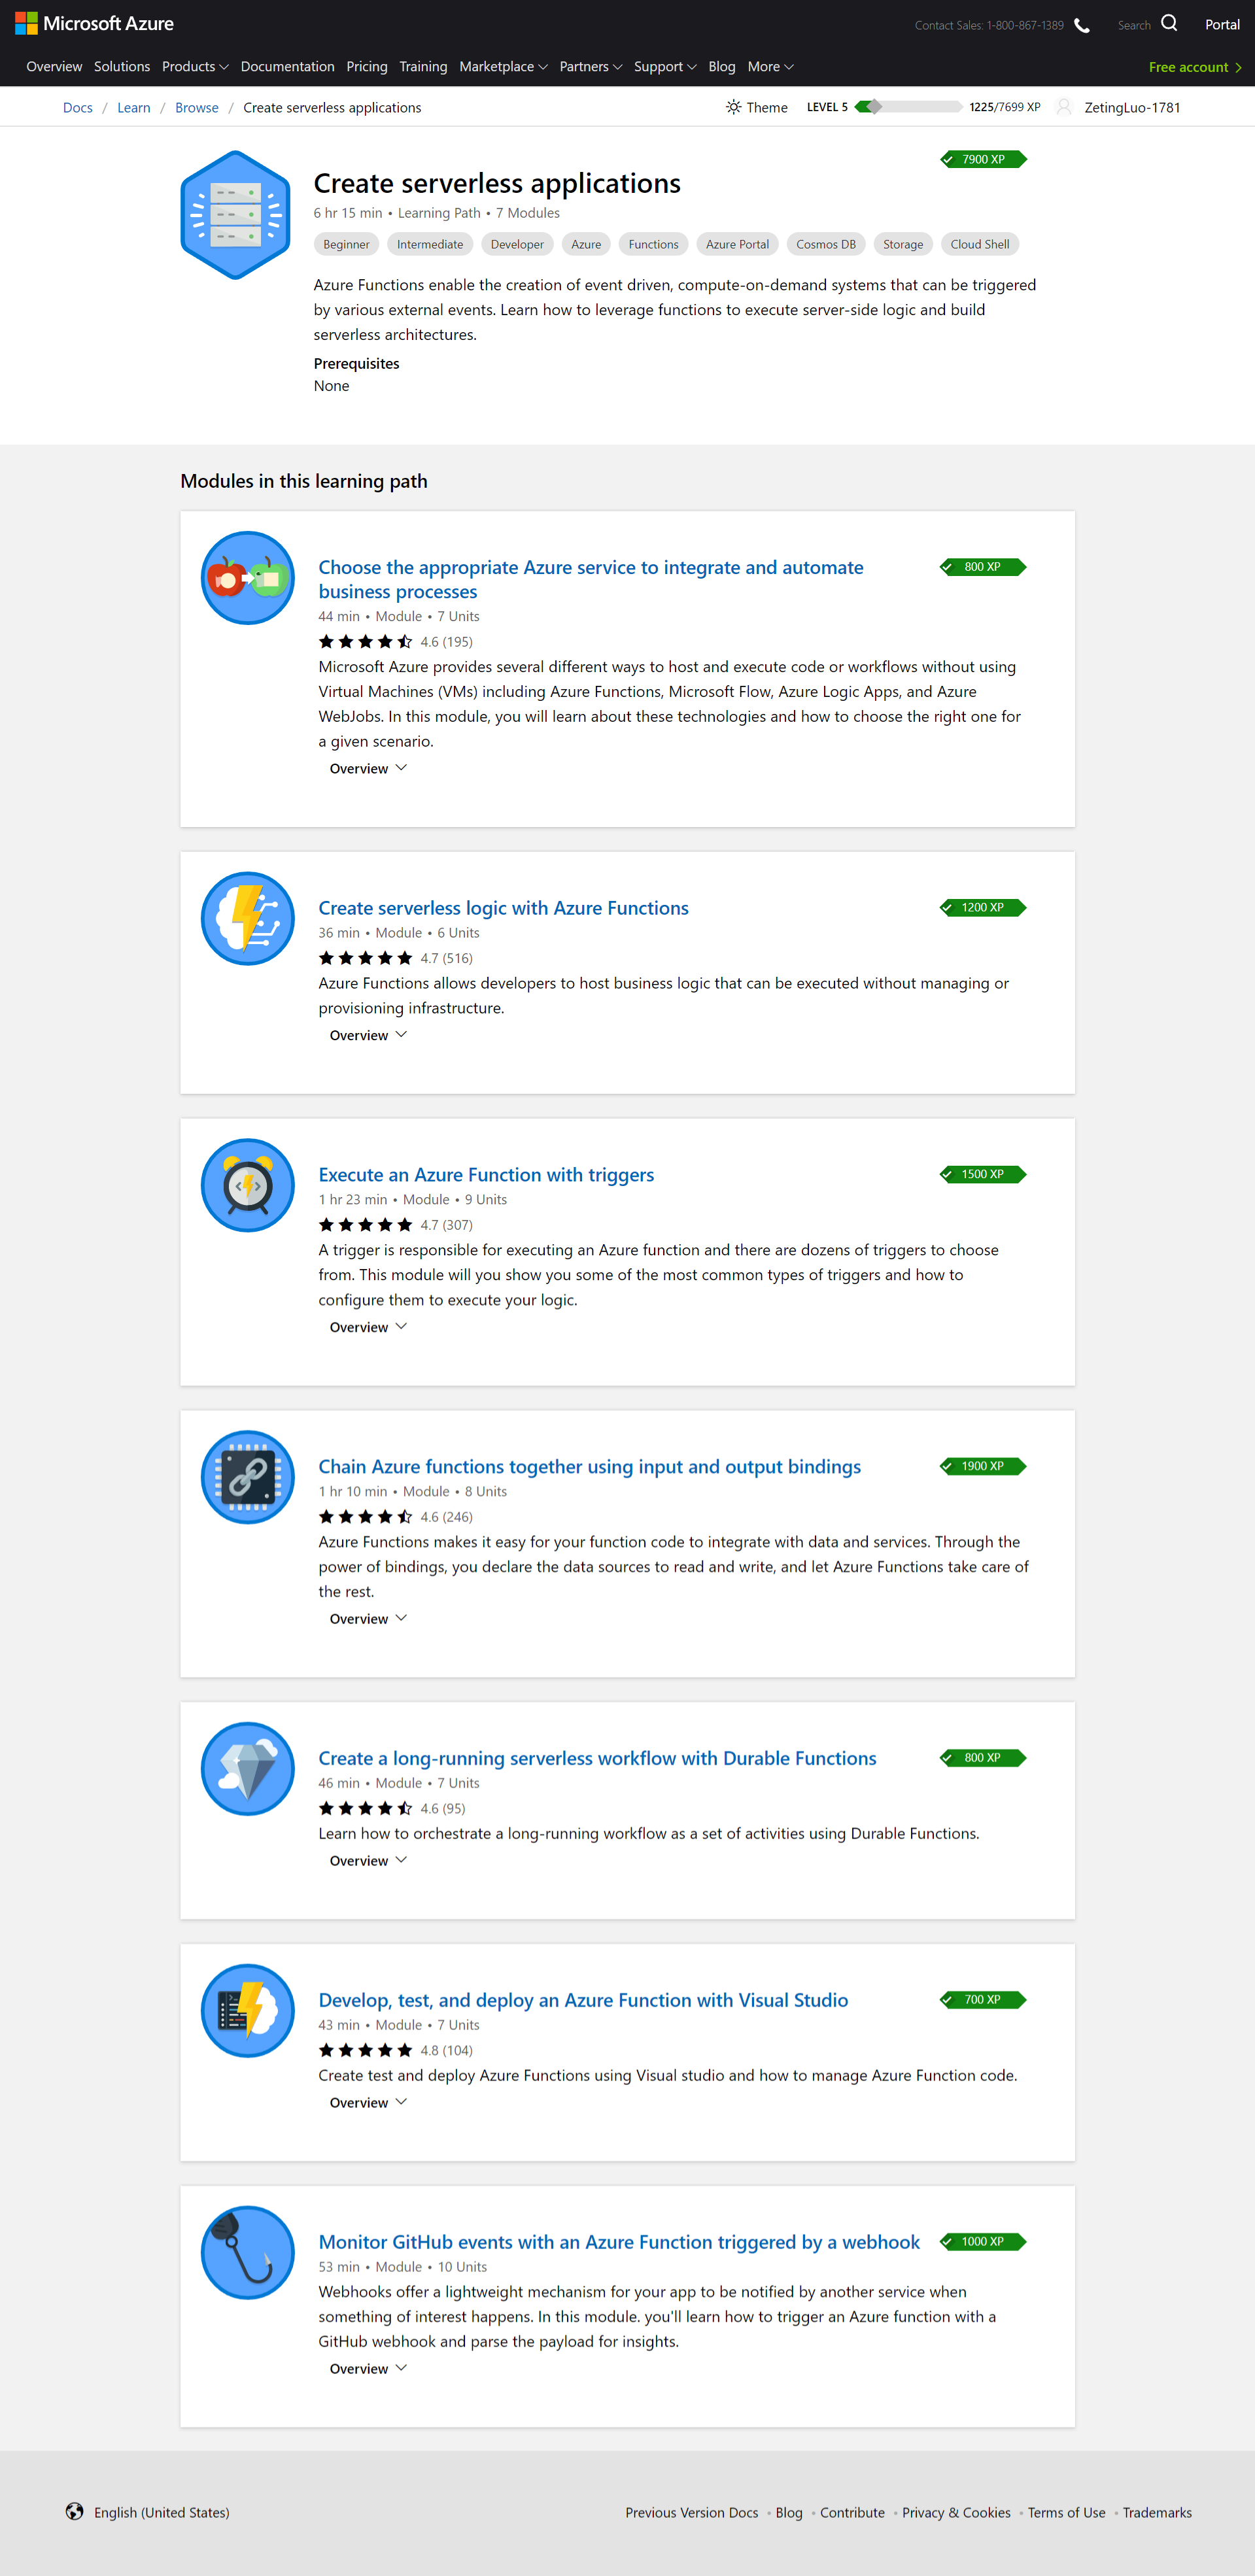 Microsoft Azure
Contact Sales: 1-800-867-1389
Search
Portal
Overview Solutions Products Documentation Pricing Training Marketplace Partners Support Blog More
Free account
Docs / Learn / Browse / Create serverless applications
Theme
LEVEL 5
1225/7699 XP
ZetingLuo-1781
7900 XP
Create serverless applications
6 hr 15 min • Learning Path • 7 Modules
Beginner Intermediate Developer Azure Functions Azure Portal Cosmos DB Storage Cloud Shell
Azure Functions enable the creation of event driven, compute-on-demand systems that can be triggered
by various external events. Learn how to leverage functions to execute server-side logic and build
serverless architectures.
Prerequisites
None
Modules in this learning path
Choose the appropriate Azure service to integrate and automate
business processes
800 XP
44 min • Module • 7 Units
4.6 (195)
Microsoft Azure provides several different ways to host and execute code or workflows without using
Virtual Machines (VMs) including Azure Functions, Microsoft Flow, Azure Logic Apps, and Azure
WebJobs. In this module, you will learn about these technologies and how to choose the right one for
a given scenario.
Overview
Create serverless logic with Azure Functions
1200 XP
36 min • Module • 6 Units
4.7 (516)
Azure Functions allows developers to host business logic that can be executed without managing or
provisioning infrastructure.
Overview
Execute an Azure Function with triggers
1500 XP
1 hr 23 min • Module • 9 Units
4.7 (307)
A trigger is responsible for executing an Azure function and there are dozens of triggers to choose
from. This module will you show you some of the most common types of triggers and how to
configure them to execute your logic.
Overview
Chain Azure functions together using input and output bindings
1900 XP
1 hr 10 min • Module • 8 Units
4.6 (246)
Azure Functions makes it easy for your function code to integrate with data and services. Through the
power of bindings, you declare the data sources to read and write, and let Azure Functions take care of
the rest.
Overview
Create a long-running serverless workflow with Durable Functions
800 XP
46 min • Module • 7 Units
4.6 (95)
Learn how to orchestrate a long-running workflow as a set of activities using Durable Functions.
Overview
Develop, test, and deploy an Azure Function with Visual Studio
700 XP
43 min • Module • 7 Units
4.8 (104)
Create test and deploy Azure Functions using Visual studio and how to manage Azure Function code.
Overview
Monitor GitHub events with an Azure Function triggered by a webhook
1000 XP
53 min • Module • 10 Units
Webhooks offer a lightweight mechanism for your app to be notified by another service when
something of interest happens. In this module. you'll learn how to trigger an Azure function with a
GitHub webhook and parse the payload for insights.
Overview
English (United States)
Previous Version Docs • Blog • Contribute • Privacy & Cookies • Terms of Use • Trademarks